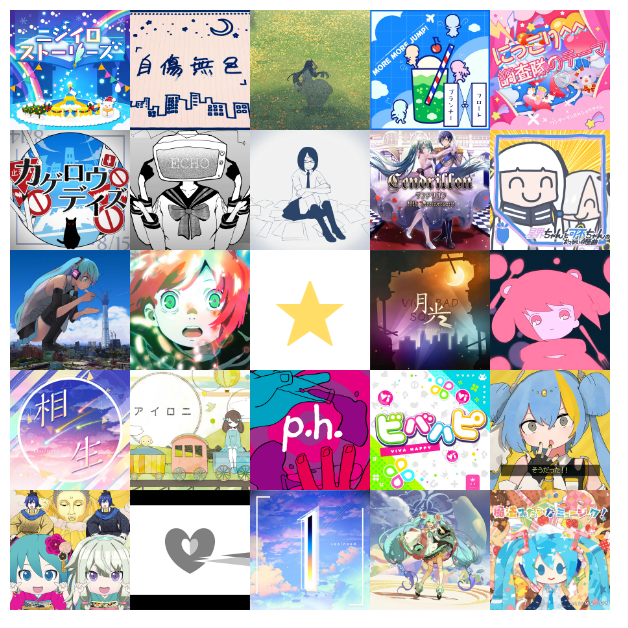 ニジイロ
ストーリーズ
自傷無色
MORE MORE JUMP!
フロート
プランナー
にっこり^^
調査隊のテーマ
カゲロウ
デイズ
8/15
ECHO
Cendrillon
月光
アイロニ
相
生
p.h.
ビバハピ
VIVA HAPPY
そうだった!!
1
魔法みたいなミュージック!